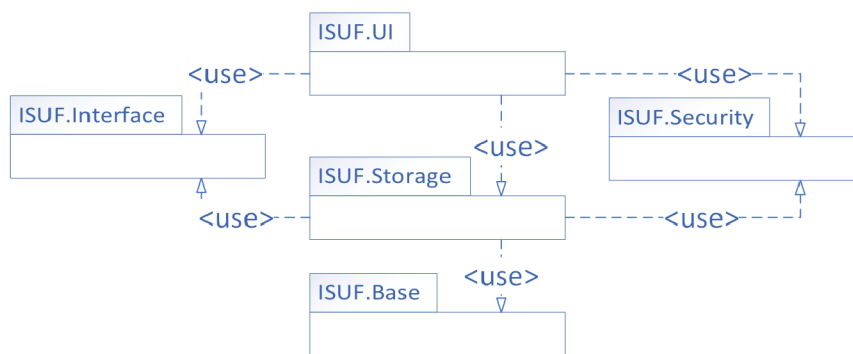 ISUF.UI
<use>
<use>
ISUF.Interface
ISUF.Security
<use>
ISUF.Storage
<use>
<use>
<use>
ISUF.Base